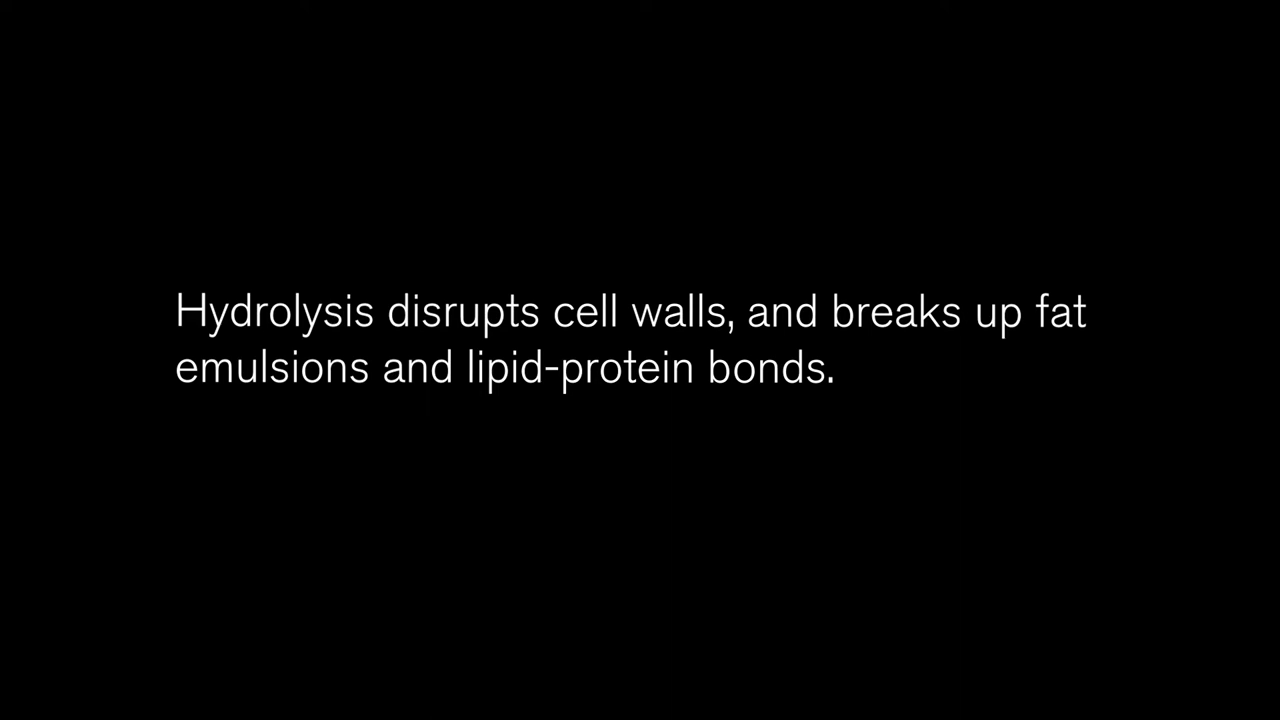 Hydrolysis disrupts cell walls, and breaks up fat
emulsions and lipid-protein bonds.